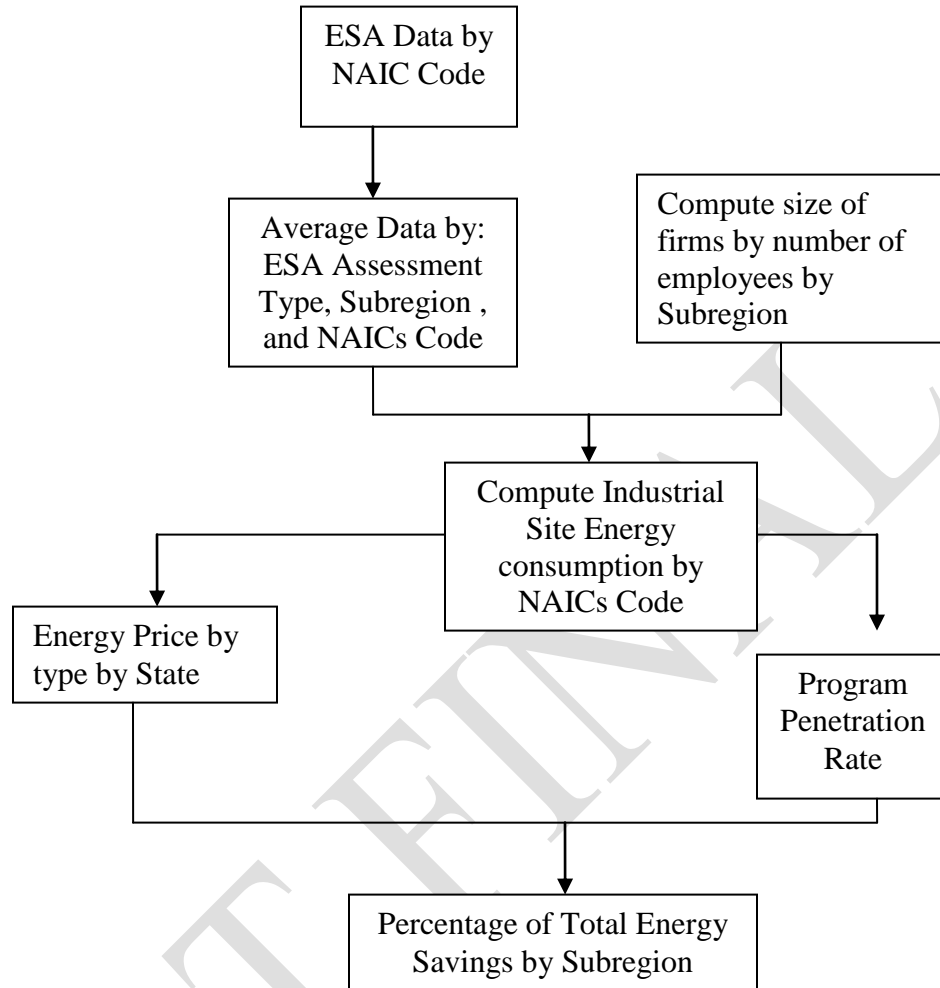 ESA Data by
NAIC Code
Average Data by:
ESA Assessment
Type, Subregion ,
and NAICs Code
Compute size of
firms by number of
employees by
Subregion
Compute Industrial
Site Energy
consumption by
NAICs Code
Energy Price by
type by State
Program
Penetration
Rate
Percentage of Total Energy
Savings by Subregion
T FINAL